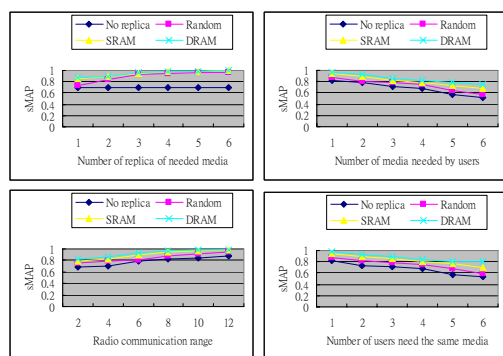 No replica Random
SRAM DRAM
1
0.8
0.6
0.4
0.2
0
sMAP
1 2 3 4 5 6
Number of replica of needed media
No replica Random
SRAM DRAM
1
0.8
0.6
0.4
0.2
0
sMAP
1 2 3 4 5 6
Number of media needed by users
No replica Random
SRAM DRAM
1
0.8
0.6
0.4
0.2
0
sMAP
2 4 6 8 10 12
Radio communication range
No replica Random
SRAM DRAM
1
0.8
0.6
0.4
0.2
0
sMAP
1 2 3 4 5 6
Number of users need the same media